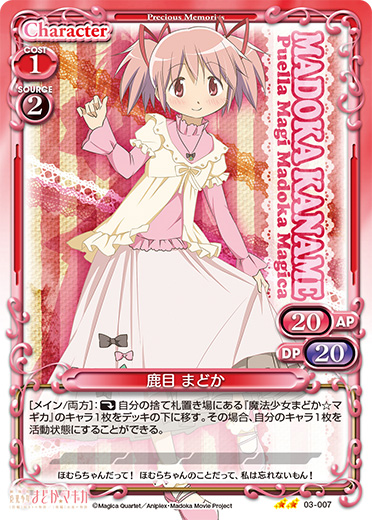 Precious Memories
Character
COST
1
SOURCE
2
MADOKA KANAME
Puella Magi Madoka Magica
20 AP
DP 20
鹿目 まどか
[メイン/両方]: 自分の捨て札置き場にある『魔法少女まどか☆マ
ギカ』のキャラ1枚をデッキの下に移す。その場合、自分のキャラ1枚を
活動状態にすることができる。
ほむらちゃんだって! ほむらちゃんのことだって、私は忘れないもん!
まどか☆マギカ
03-007
©Magica Quartet/Aniplex・Madoka Movie Project